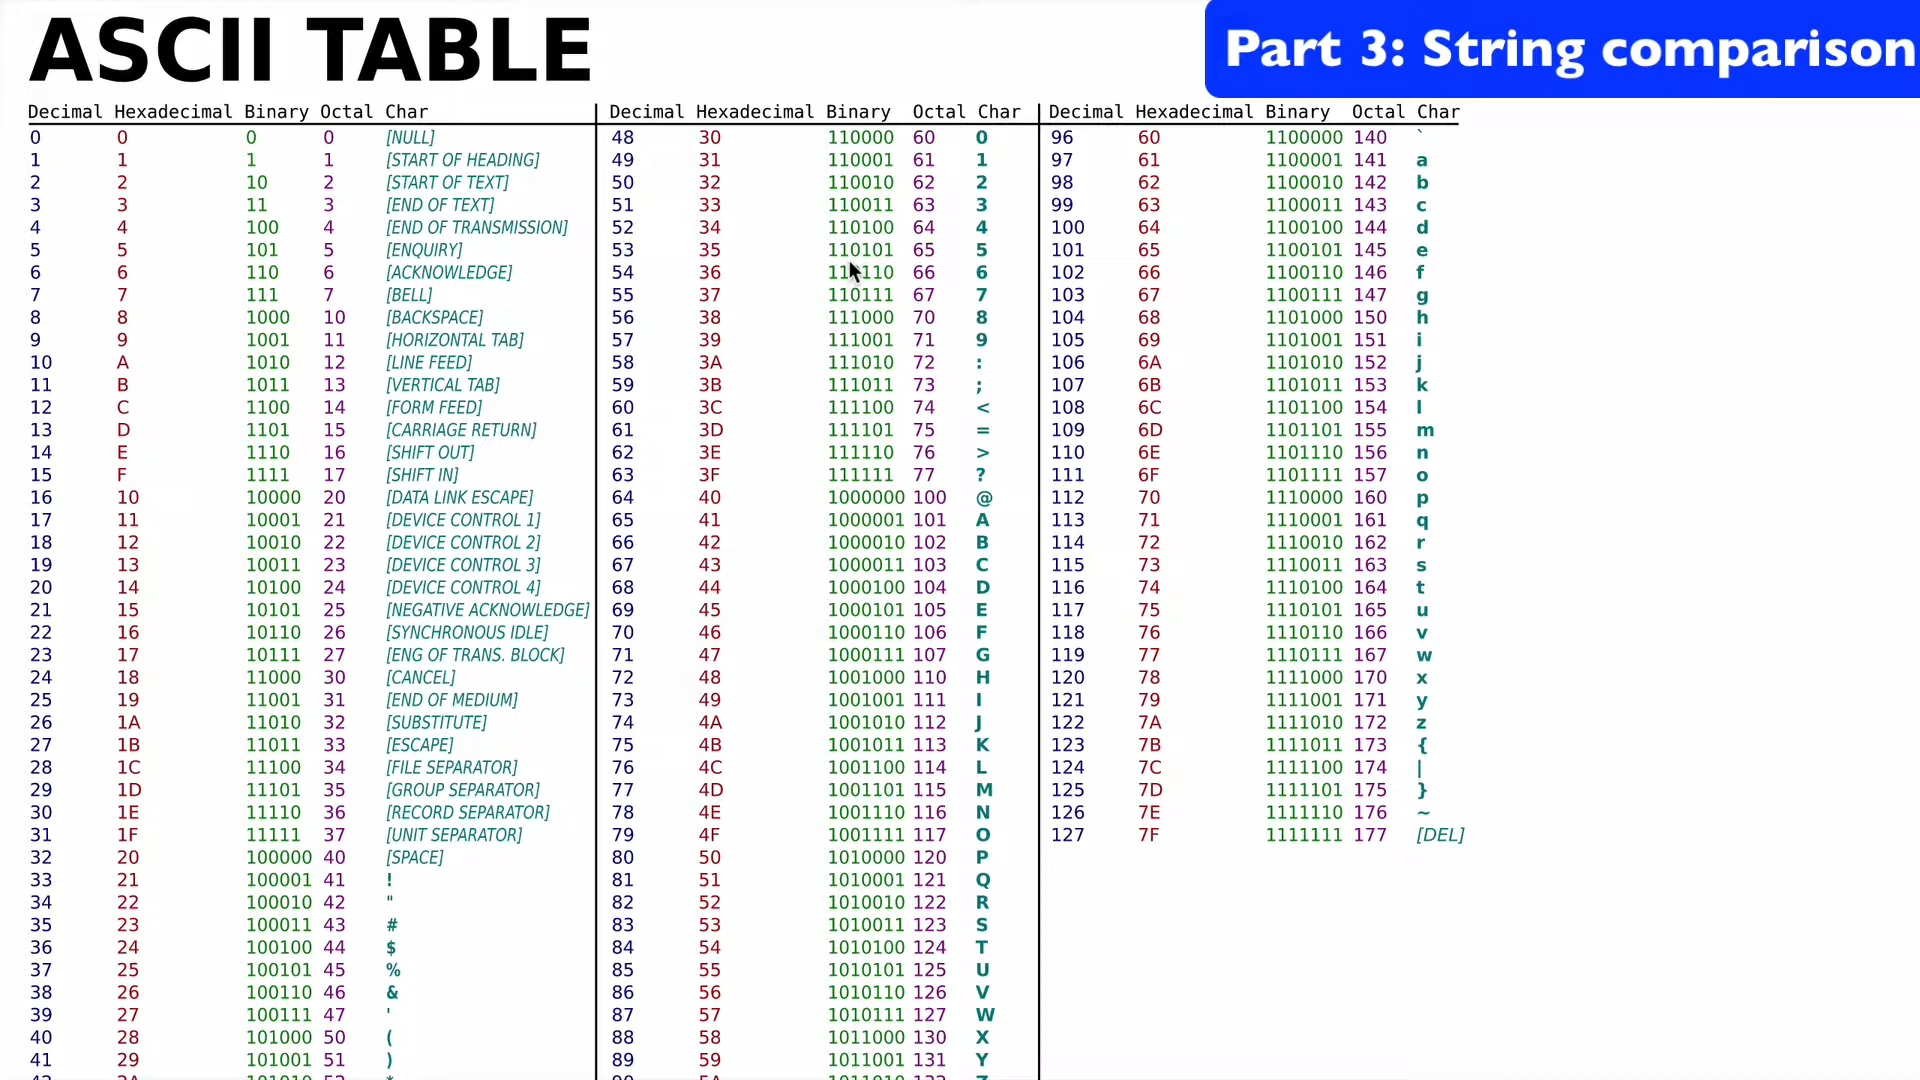 ASCII TABLE
Part 3: String comparison
Decimal Hexadecimal Binary Octal Char
0 0 0 0 [NULL]
1 1 1 1 [START OF HEADING]
2 2 10 2 [START OF TEXT]
3 3 11 3 [END OF TEXT]
4 4 100 4 [END OF TRANSMISSION]
5 5 101 5 [ENQUIRY]
6 6 110 6 [ACKNOWLEDGE]
7 7 111 7 [BELL]
8 8 1000 10 [BACKSPACE]
9 9 1001 11 [HORIZONTAL TAB]
10 A 1010 12 [LINE FEED]
11 B 1011 13 [VERTICAL TAB]
12 C 1100 14 [FORM FEED]
13 D 1101 15 [CARRIAGE RETURN]
14 E 1110 16 [SHIFT OUT]
15 F 1111 17 [SHIFT IN]
16 10 10000 20 [DATA LINK ESCAPE]
17 11 10001 21 [DEVICE CONTROL 1]
18 12 10010 22 [DEVICE CONTROL 2]
19 13 10011 23 [DEVICE CONTROL 3]
20 14 10100 24 [DEVICE CONTROL 4]
21 15 10101 25 [NEGATIVE ACKNOWLEDGE]
22 16 10110 26 [SYNCHRONOUS IDLE]
23 17 10111 27 [ENG OF TRANS. BLOCK]
24 18 11000 30 [CANCEL]
25 19 11001 31 [END OF MEDIUM]
26 1A 11010 32 [SUBSTITUTE]
27 1B 11011 33 [ESCAPE]
28 1C 11100 34 [FILE SEPARATOR]
29 1D 11101 35 [GROUP SEPARATOR]
30 1E 11110 36 [RECORD SEPARATOR]
31 1F 11111 37 [UNIT SEPARATOR]
32 20 100000 40 [SPACE]
33 21 100001 41 !
34 22 100010 42 "
35 23 100011 43 #
36 24 100100 44 $
37 25 100101 45 %
38 26 100110 46 &
39 27 100111 47 '
40 28 101000 50 (
41 29 101001 51 )
Decimal Hexadecimal Binary Octal Char
48 30 110000 60 0
49 31 110001 61 1
50 32 110010 62 2
51 33 110011 63 3
52 34 110100 64 4
53 35 110101 65 5
54 36 110110 66 6
55 37 110111 67 7
56 38 111000 70 8
57 39 111001 71 9
58 3A 111010 72 :
59 3B 111011 73 ;
60 3C 111100 74 <
61 3D 111101 75 =
62 3E 111110 76 >
63 3F 111111 77 ?
64 40 1000000 100 @
65 41 1000001 101 A
66 42 1000010 102 B
67 43 1000011 103 C
68 44 1000100 104 D
69 45 1000101 105 E
70 46 1000110 106 F
71 47 1000111 107 G
72 48 1001000 110 H
73 49 1001001 111 I
74 4A 1001010 112 J
75 4B 1001011 113 K
76 4C 1001100 114 L
77 4D 1001101 115 M
78 4E 1001110 116 N
79 4F 1001111 117 O
80 50 1010000 120 P
81 51 1010001 121 Q
82 52 1010010 122 R
83 53 1010011 123 S
84 54 1010100 124 T
85 55 1010101 125 U
86 56 1010110 126 V
87 57 1010111 127 W
88 58 1011000 130 X
89 59 1011001 131 Y
Decimal Hexadecimal Binary Octal Char
96 60 1100000 140 `
97 61 1100001 141 a
98 62 1100010 142 b
99 63 1100011 143 c
100 64 1100100 144 d
101 65 1100101 145 e
102 66 1100110 146 f
103 67 1100111 147 g
104 68 1101000 150 h
105 69 1101001 151 i
106 6A 1101010 152 j
107 6B 1101011 153 k
108 6C 1101100 154 l
109 6D 1101101 155 m
110 6E 1101110 156 n
111 6F 1101111 157 o
112 70 1110000 160 p
113 71 1110001 161 q
114 72 1110010 162 r
115 73 1110011 163 s
116 74 1110100 164 t
117 75 1110101 165 u
118 76 1110110 166 v
119 77 1110111 167 w
120 78 1111000 170 x
121 79 1111001 171 y
122 7A 1111010 172 z
123 7B 1111011 173 {
124 7C 1111100 174 |
125 7D 1111101 175 }
126 7E 1111110 176 ~
127 7F 1111111 177 [DEL]